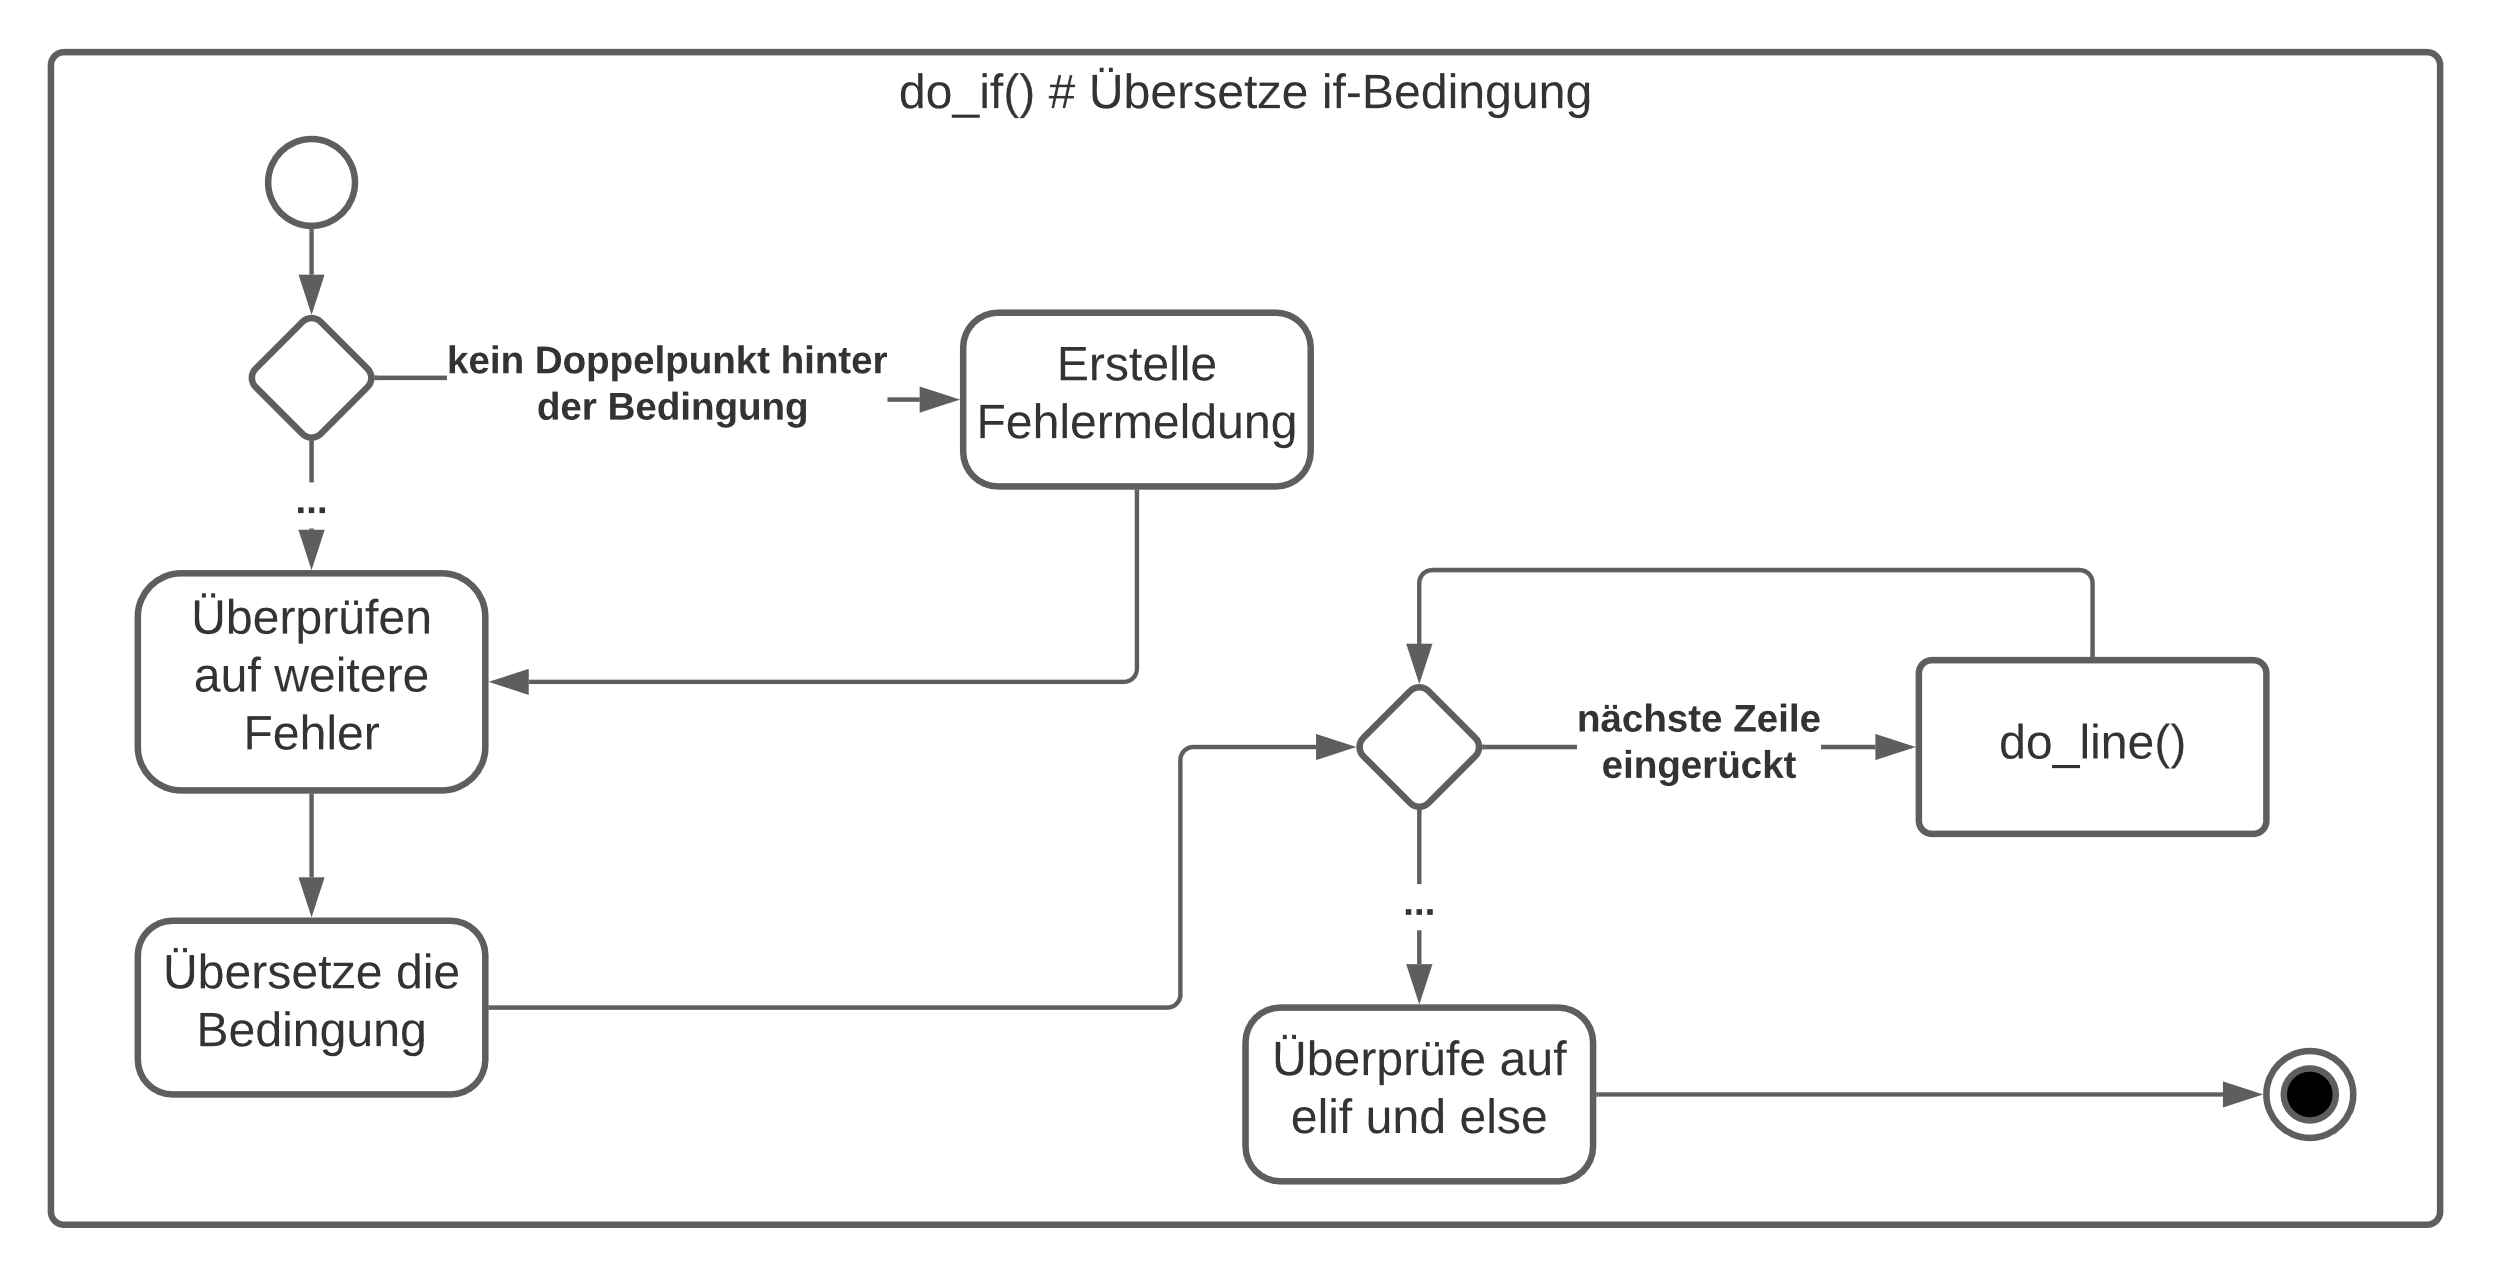 do_if() # Übersetze if-Bedingung
kein Doppelpunkt hinter
der Bedingung
Erstelle
Fehlermeldung
...
Überprüfen
auf weitere
Fehler
nächste Zeile
eingerückt
do_line()
...
Übersetze die
Bedingung
Überprüfe auf
elif und else